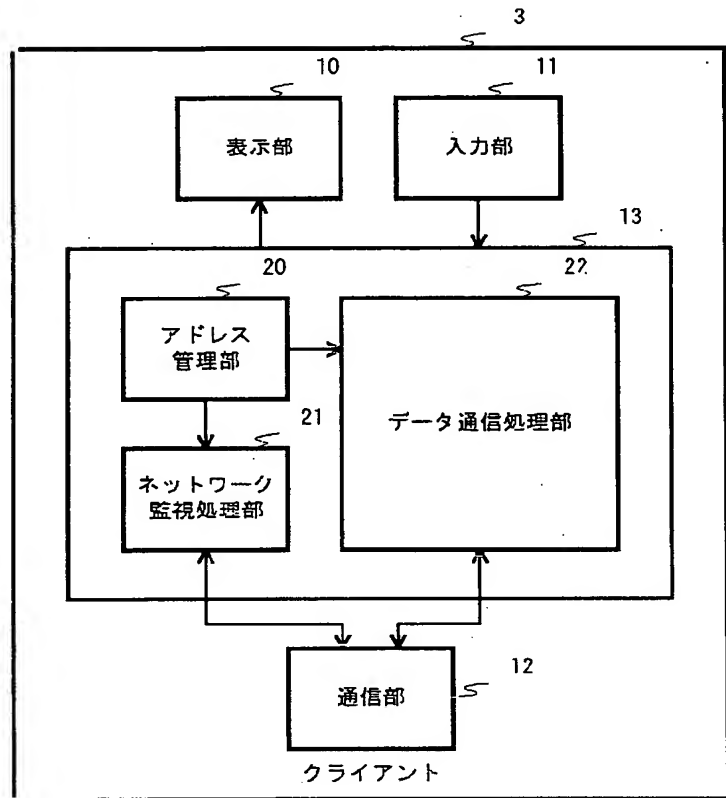 3
10
11
表示部
入力部
13
20
22
アドレス
管理部
データ通信処理部
21
ネットワーク
監視処理部
通信部
12
クライアント